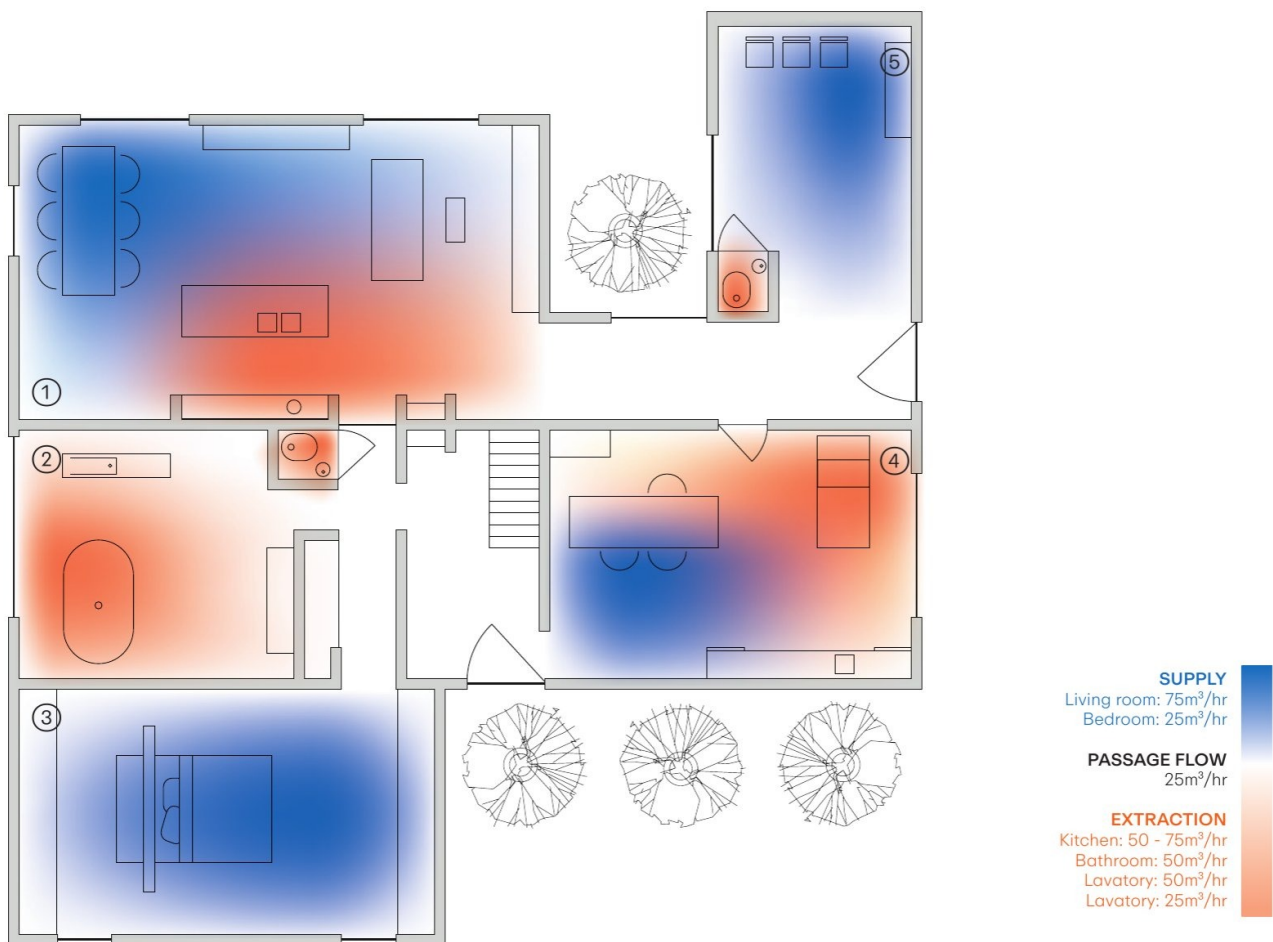 5
1
2
4
3
SUPPLY
Living room: 75m³/hr
Bedroom: 25m³/hr
PASSAGE FLOW
25m³/hr
EXTRACTION
Kitchen: 50 - 75m³/hr
Bathroom: 50m³/hr
Lavatory: 50m³/hr
Lavatory: 25m³/hr